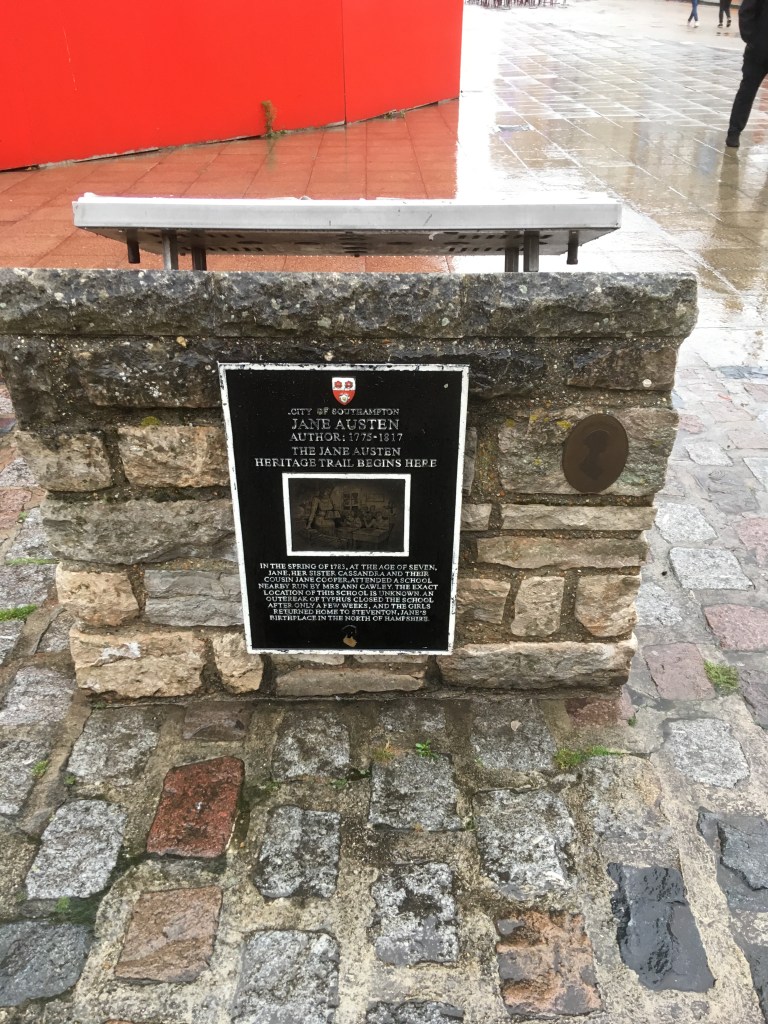 CITY OF SOUTHAMPTON
JANE AUSTEN
AUTHOR: 1775-1817
THE JANE AUSTEN
HERITAGE TRAIL BEGINS HERE
IN THE SPRING OF 1783, AT THE AGE OF SEVEN,
JANE, HER SISTER CASSANDRA AND THEIR
COUSIN JANE COOPER, ATTENDED A SCHOOL
NEARBY RUN BY MRS ANN CAWLEY. THE EXACT
LOCATION OF THIS SCHOOL IS UNKNOWN. AN
OUTBREAK OF TYPHUS CLOSED THE SCHOOL
AFTER ONLY A FEW WEEKS, AND THE GIRLS
RETURNED HOME TO STEVENTON, JANE'S
BIRTHPLACE IN THE NORTH OF HAMPSHIRE.